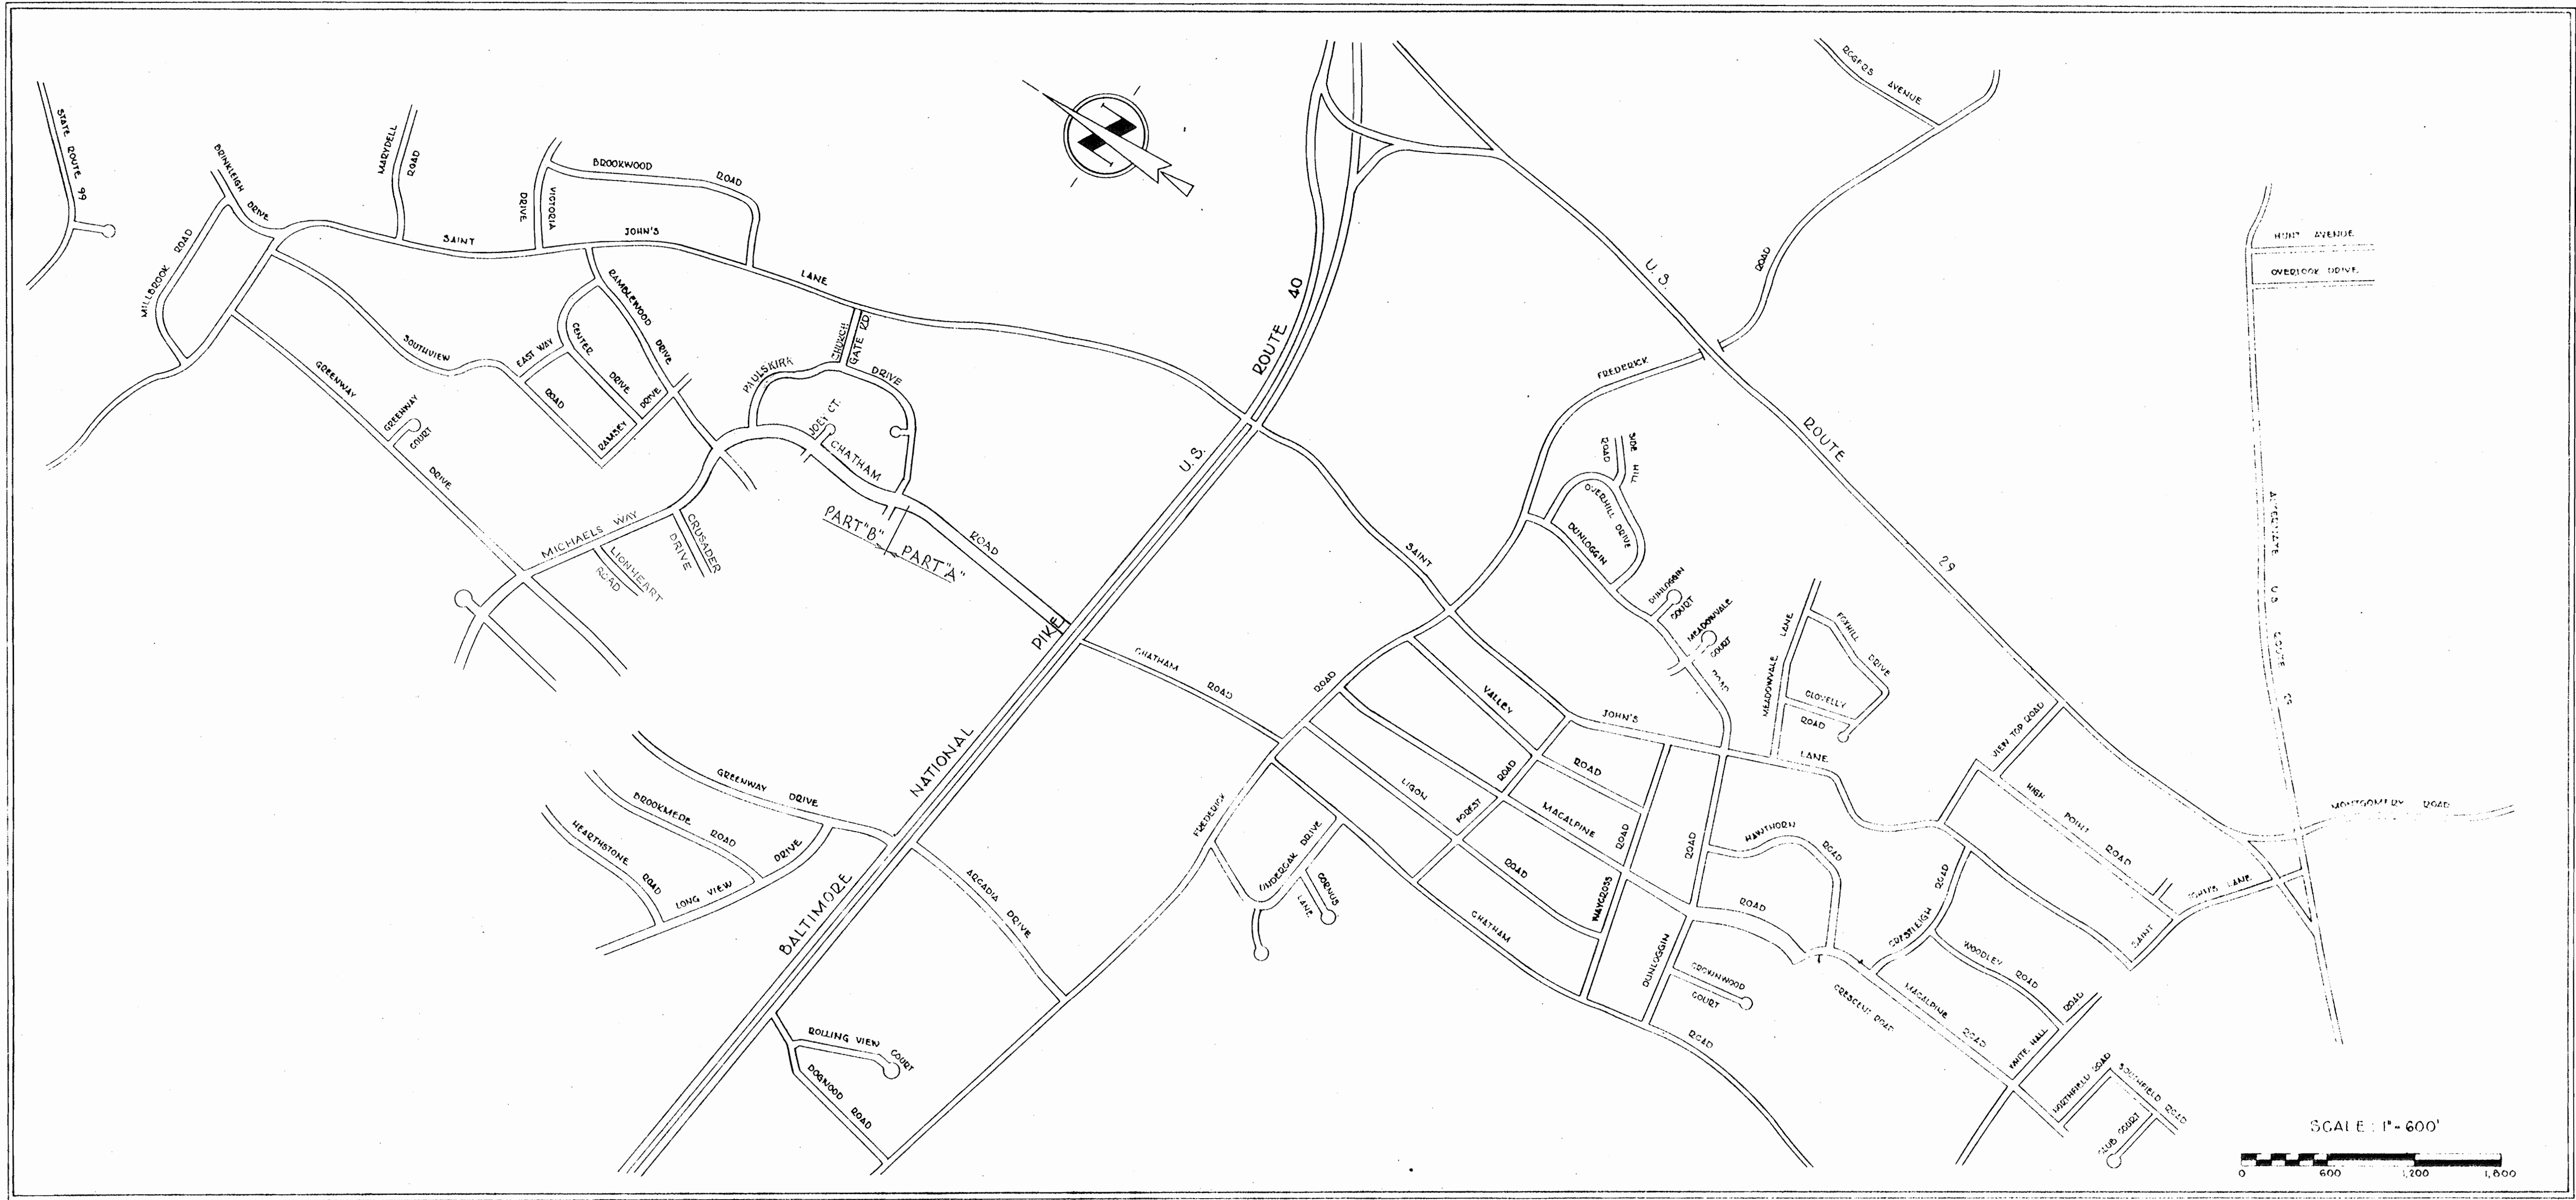 STATE ROUTE 99
BRINKLEIGH DRIVE
MARYDELL ROAD
MILLBROOK ROAD
VICTORIA DRIVE
BROOKWOOD ROAD
SAINT JOHN'S LANE
RAMBLEWOOD DRIVE
SOUTHVIEW ROAD
EAST WAY
CENTER DRIVE
RAMSEY DRIVE
GREENWAY DRIVE
GREENWAY COURT
PAULSKIRK DRIVE
CHURCH GATE RD.
JOEY CT.
CHATHAM ROAD
PART "B"
PART "A"
MICHAELS WAY
LIONHEART ROAD
CRUSADER DRIVE
N
U.S. ROUTE 40
BALTIMORE NATIONAL PIKE
ROGERS AVENUE
U.S. ROUTE 29
FREDERICK ROAD
SIDE HILL ROAD
OVERHILL DRIVE
DUNLOGGIN ROAD
DUNLOGGIN COURT
MEADOWVALE COURT
MEADOWVALE LANE
FOXHILL DRIVE
CLOVELLY ROAD
SAINT JOHN'S LANE
CHATHAM ROAD
FREDERICK ROAD
VALLEY ROAD
LIGON ROAD
FOREST ROAD
MACALPINE ROAD
WAYCROSS ROAD
DUNLOGGIN ROAD
HAWTHORN ROAD
CHATHAM ROAD
CROWNWOOD COURT
CRESCENT ROAD
CRESTLEIGH ROAD
WOODLEY ROAD
MACALPINE ROAD
WHITE HALL ROAD
NORTHFIELD ROAD
SOUTHFIELD ROAD
CLUB COURT
VIEW TOP ROAD
HIGH POINT ROAD
SAINT JOHN'S LANE
MONTGOMERY ROAD
HUNT AVENUE
OVERLOOK DRIVE
ALTERNATE US ROUTE 29
GREENWAY DRIVE
BROOKMEDE ROAD
HEARTHSTONE ROAD
LONG VIEW DRIVE
ARCADIA DRIVE
LINDEROAK DRIVE
CORNUS LANE
ROLLING VIEW COURT
DOGWOOD ROAD
SCALE : 1" = 600'
0 600 1,200 1,800